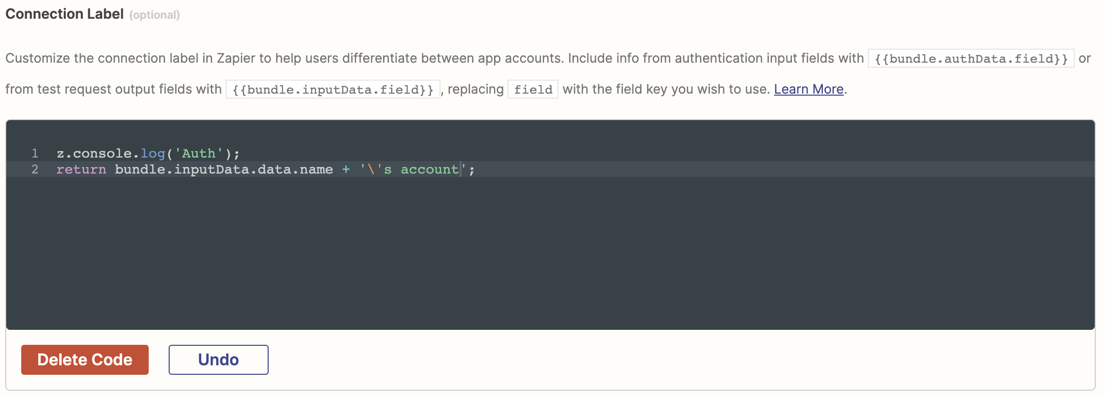 Connection Label (optional)
Customize the connection label in Zapier to help users differentiate between app accounts. Include info from authentication input fields with {{bundle.authData.field}} or
from test request output fields with {{bundle.inputData.field}}, replacing field with the field key you wish to use. Learn More.
1 z.console.log('Auth');
2 return bundle.inputData.data.name + '\'s account';
Delete Code Undo